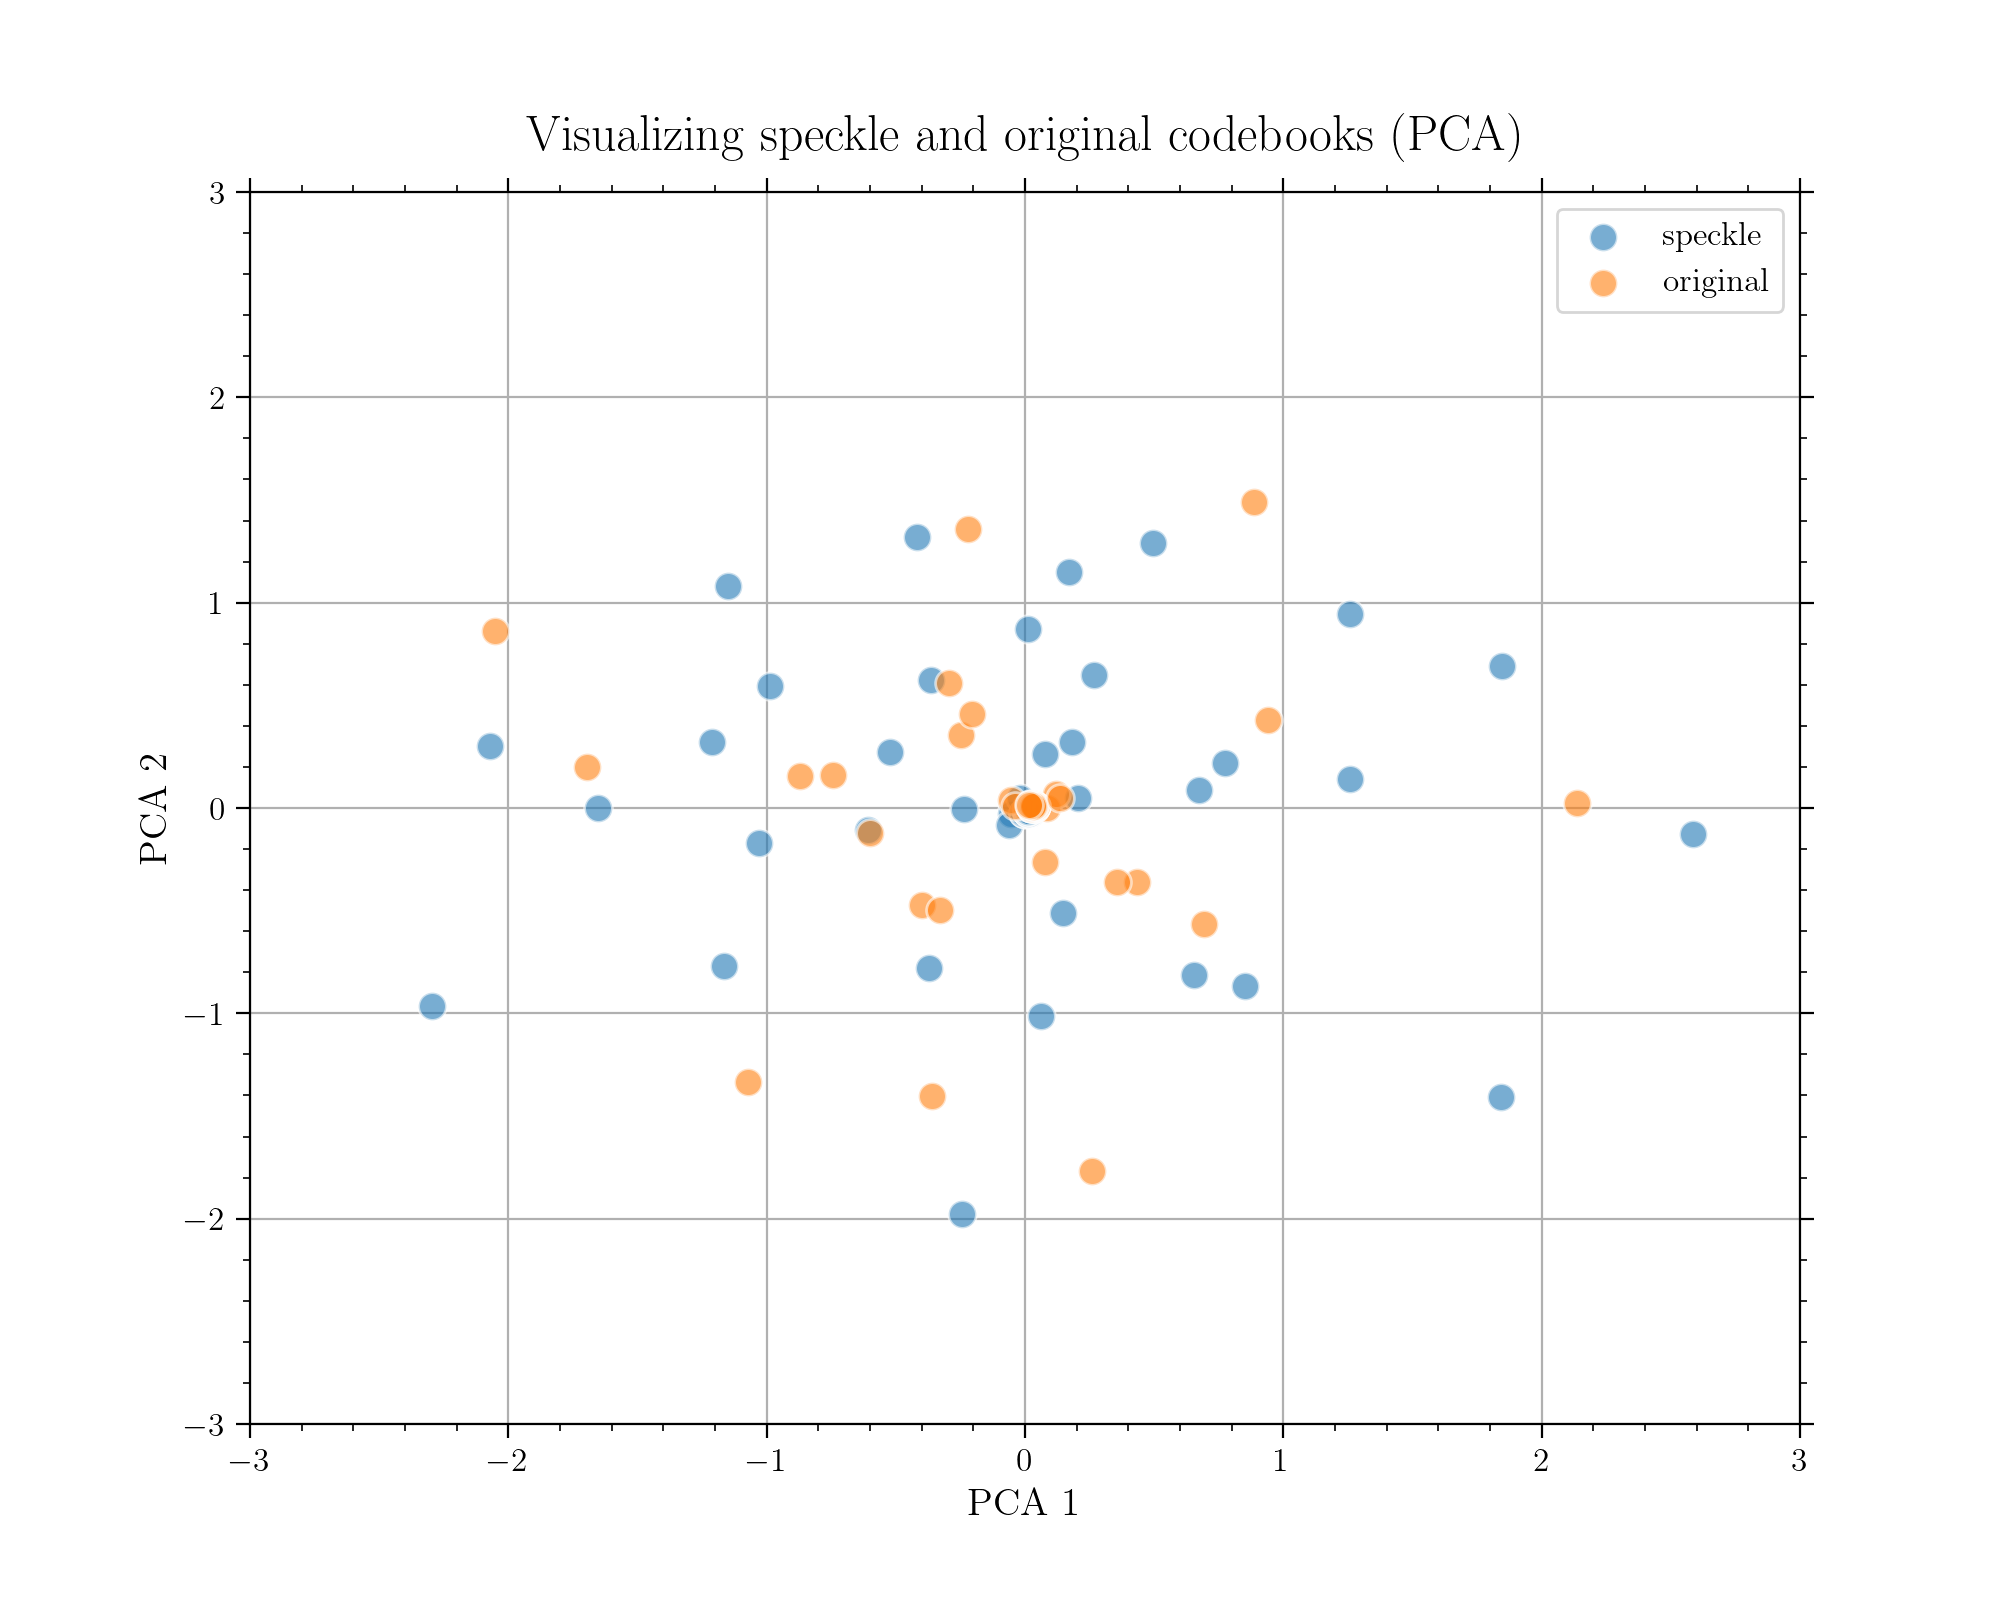 Visualizing speckle and original codebooks (PCA)
speckle
original
3
2
1
0
−1
−2
−3
PCA 2
−3
−2
−1
0
1
2
3
PCA 1